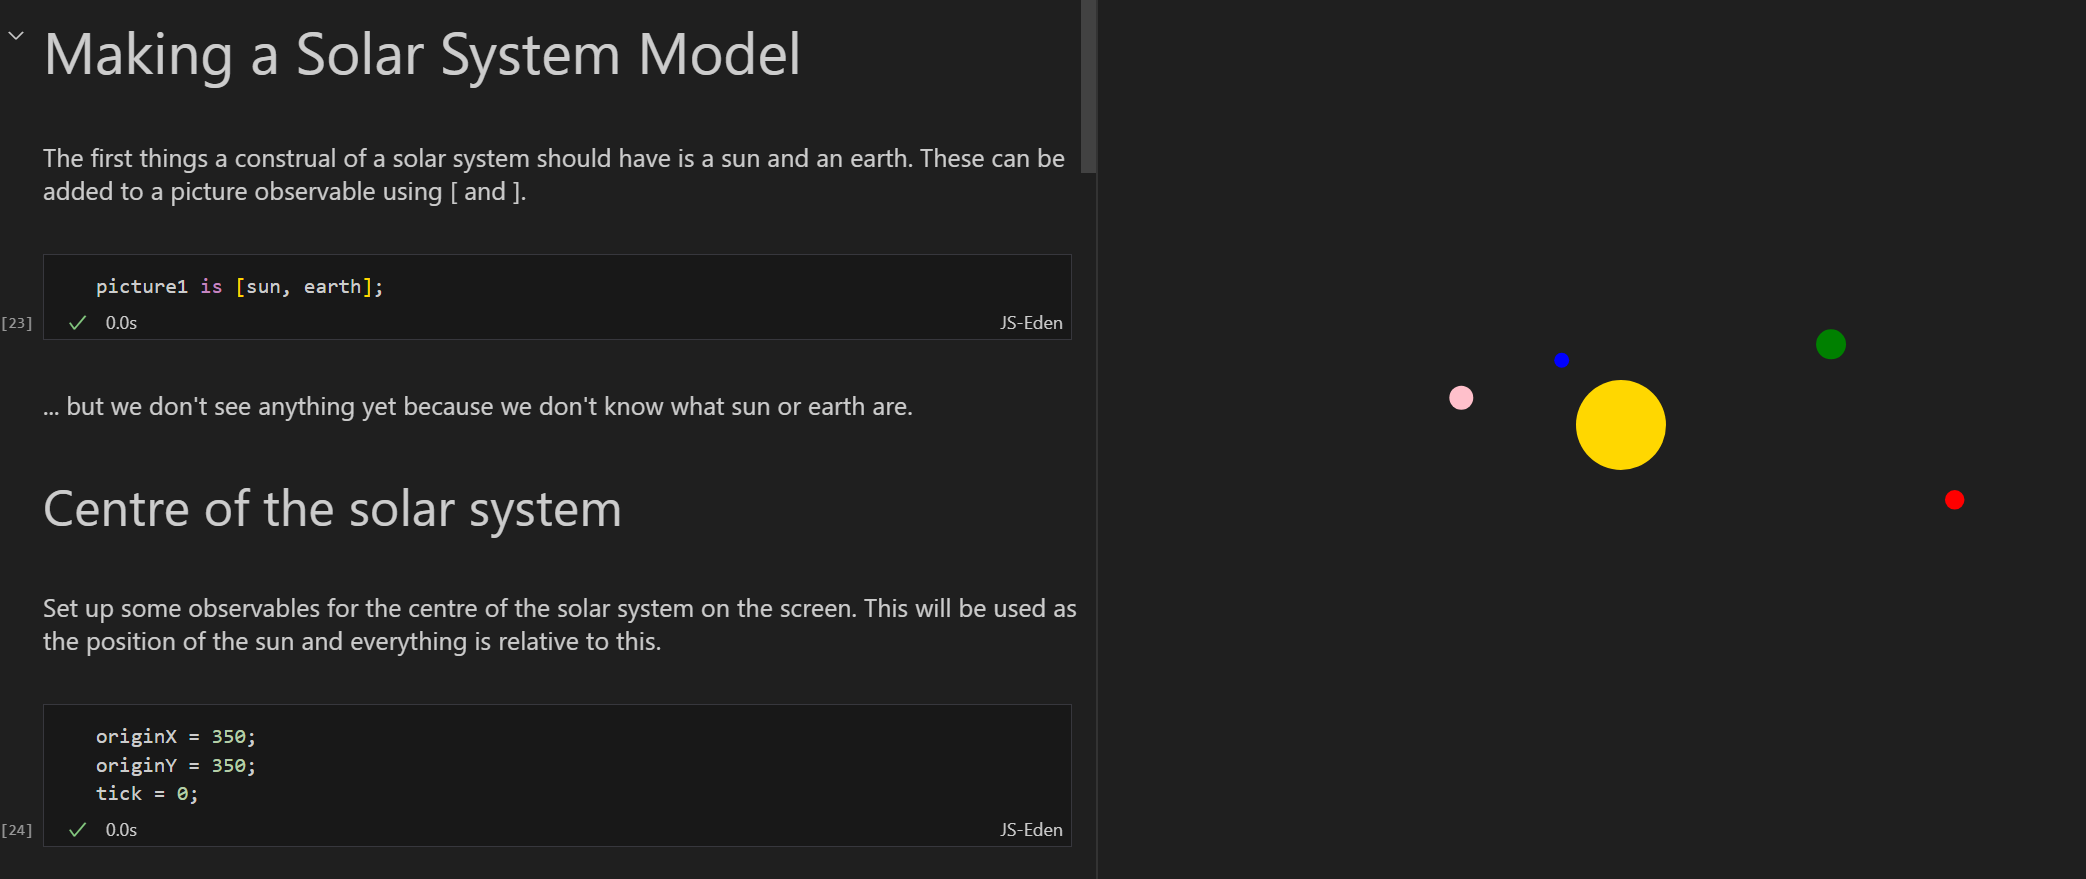 Making a Solar System Model
The first things a construal of a solar system should have is a sun and an earth. These can be
added to a picture observable using [ and ].
picture1 is [sun, earth];
[23] 0.0s JS-Eden
... but we don't see anything yet because we don't know what sun or earth are.
Centre of the solar system
Set up some observables for the centre of the solar system on the screen. This will be used as
the position of the sun and everything is relative to this.
originX = 350;
originY = 350;
tick = 0;
[24] 0.0s JS-Eden